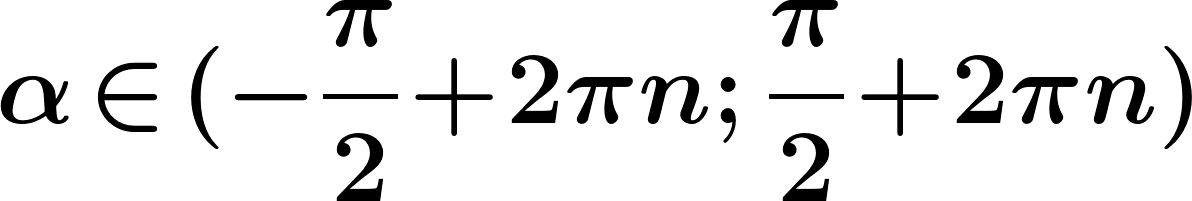 α ∈ (−π/2 + 2πn; π/2 + 2πn)